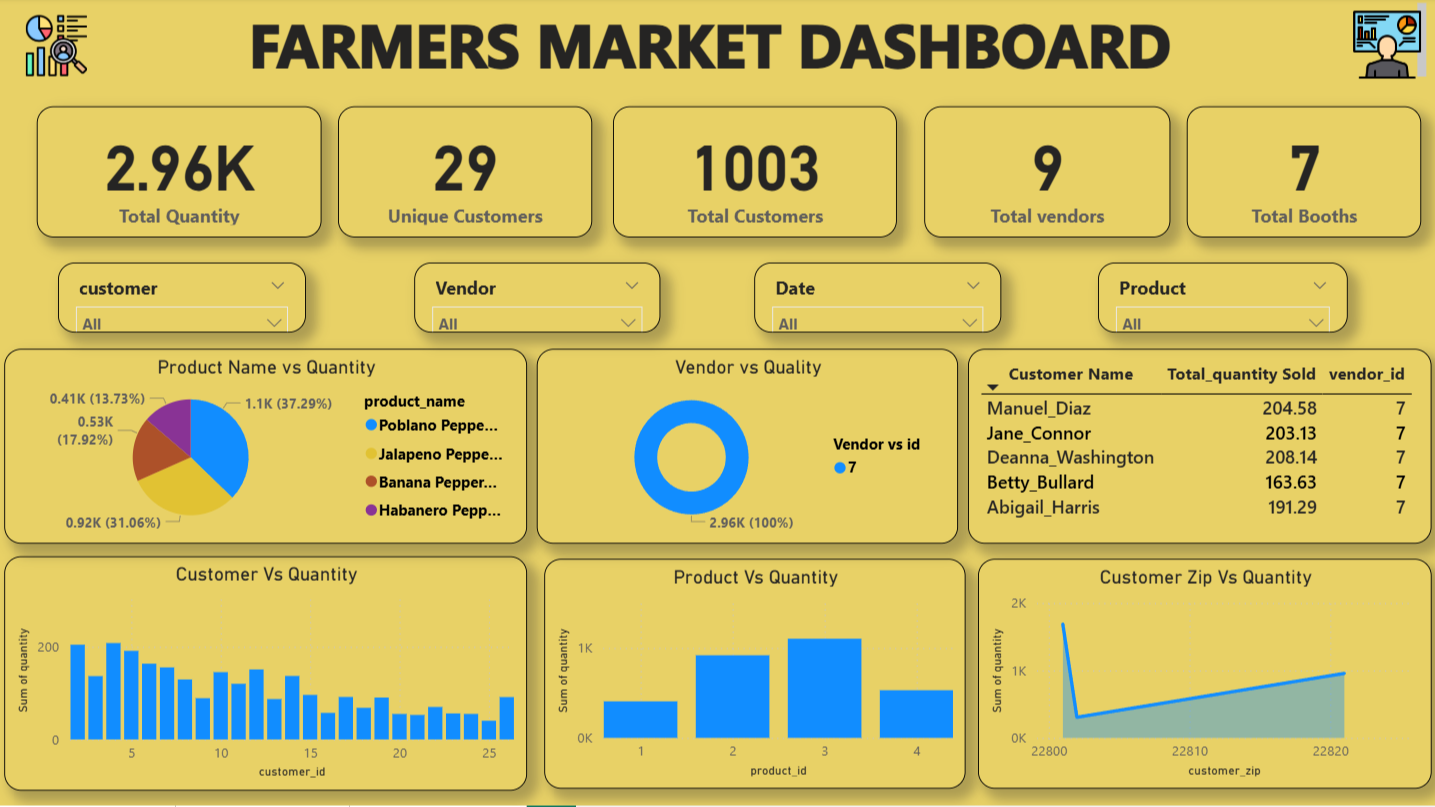 FARMERS MARKET DASHBOARD
2.96K
Total Quantity
29
Unique Customers
1003
Total Customers
9
Total vendors
7
Total Booths
customer
All
Vendor
All
Date
All
Product
All
Product Name vs Quantity
0.41K (13.73%)
0.53K
(17.92%)
1.1K (37.29%)
0.92K (31.06%)
product_name
Poblano Peppe...
Jalapeno Peppe...
Banana Pepper...
Habanero Pepp...
Vendor vs Quality
Vendor vs id
7
2.96K (100%)
Customer Name Total_quantity Sold vendor_id
Manuel_Diaz 204.58 7
Jane_Connor 203.13 7
Deanna_Washington 208.14 7
Betty_Bullard 163.63 7
Abigail_Harris 191.29 7
Customer Vs Quantity
Sum of quantity
200
0
5 10 15 20 25
customer_id
Product Vs Quantity
Sum of quantity
1K
0K
1 2 3 4
product_id
Customer Zip Vs Quantity
Sum of quantity
2K
1K
0K
22800 22810 22820
customer_zip